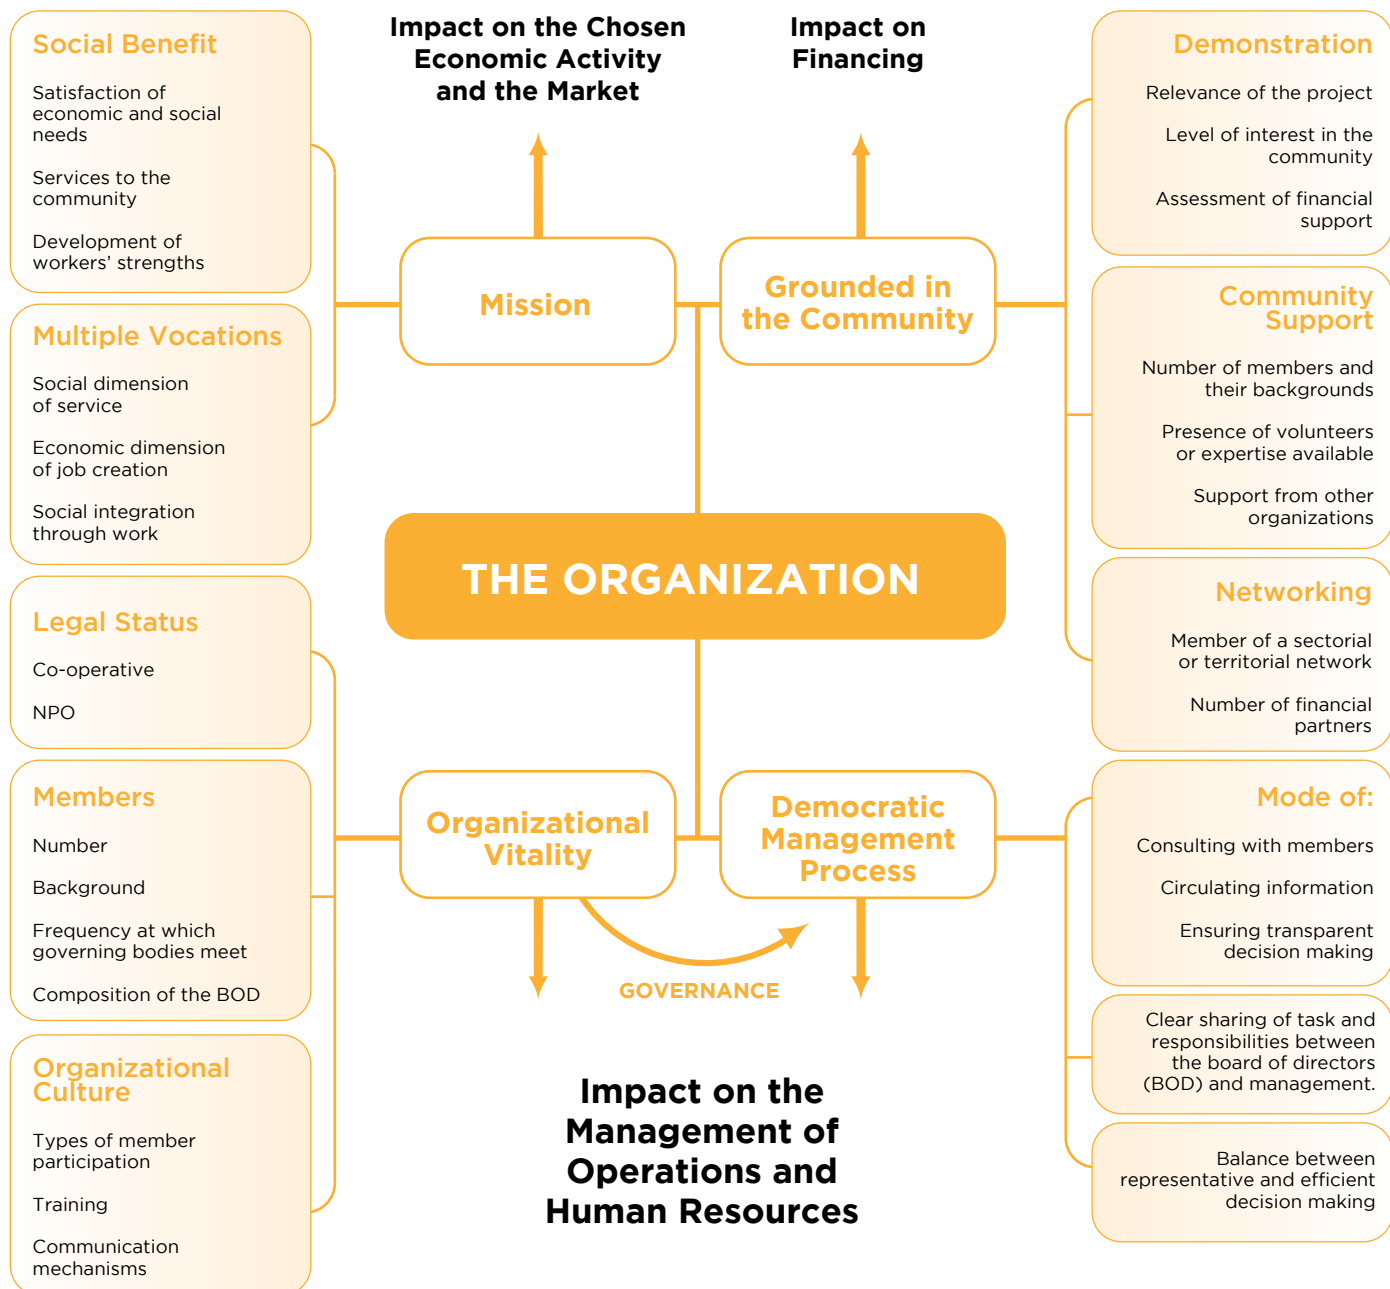 Social Benefit
Satisfaction of
economic and social
needs
Services to the
community
Development of
workers’ strengths
Multiple Vocations
Social dimension
of service
Economic dimension
of job creation
Social integration
through work
Legal Status
Co-operative
NPO
Members
Number
Background
Frequency at which
governing bodies meet
Composition of the BOD
Organizational
Culture
Types of member
participation
Training
Communication
mechanisms
Impact on the Chosen
Economic Activity
and the Market
Impact on
Financing
Mission
Grounded in
the Community
THE ORGANIZATION
Organizational
Vitality
Democratic
Management
Process
GOVERNANCE
Impact on the
Management of
Operations and
Human Resources
Demonstration
Relevance of the project
Level of interest in the
community
Assessment of financial
support
Community
Support
Number of members and
their backgrounds
Presence of volunteers
or expertise available
Support from other
organizations
Networking
Member of a sectorial
or territorial network
Number of financial
partners
Mode of:
Consulting with members
Circulating information
Ensuring transparent
decision making
Clear sharing of task and
responsibilities between
the board of directors
(BOD) and management.
Balance between
representative and efficient
decision making